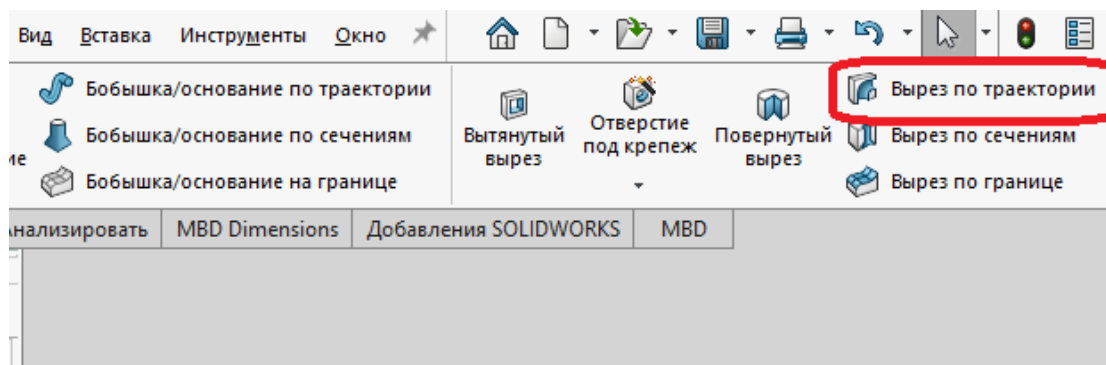 Вид Вставка Инструменты Окно
Бобышка/основание по траектории
Бобышка/основание по сечениям
Бобышка/основание на границе
Вытянутый
вырез
Отверстие
под крепеж
Повернутый
вырез
Вырез по траектории
Вырез по сечениям
Вырез по границе
MBD Dimensions Добавления SOLIDWORKS MBD